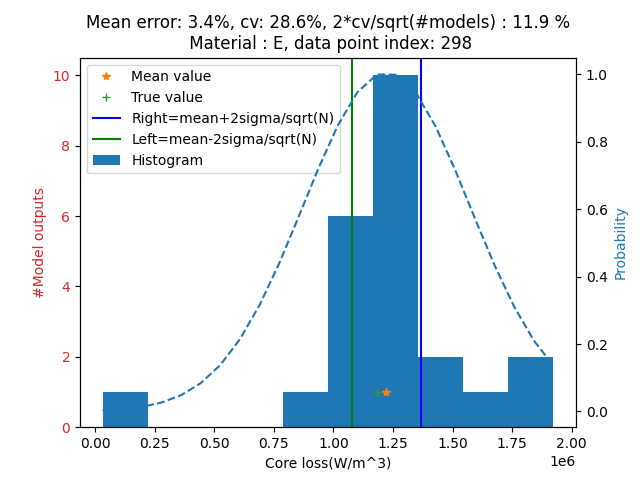 Mean error: 3.4%, cv: 28.6%, 2*cv/sqrt(#models) : 11.9 %
Material : E, data point index: 298
Mean value
True value
Right=mean+2sigma/sqrt(N)
Left=mean-2sigma/sqrt(N)
Histogram
#Model outputs
10
8
6
4
2
0
Probability
1.0
0.8
0.6
0.4
0.2
0.0
0.00 0.25 0.50 0.75 1.00 1.25 1.50 1.75 2.00
1e6
Core loss(W/m^3)